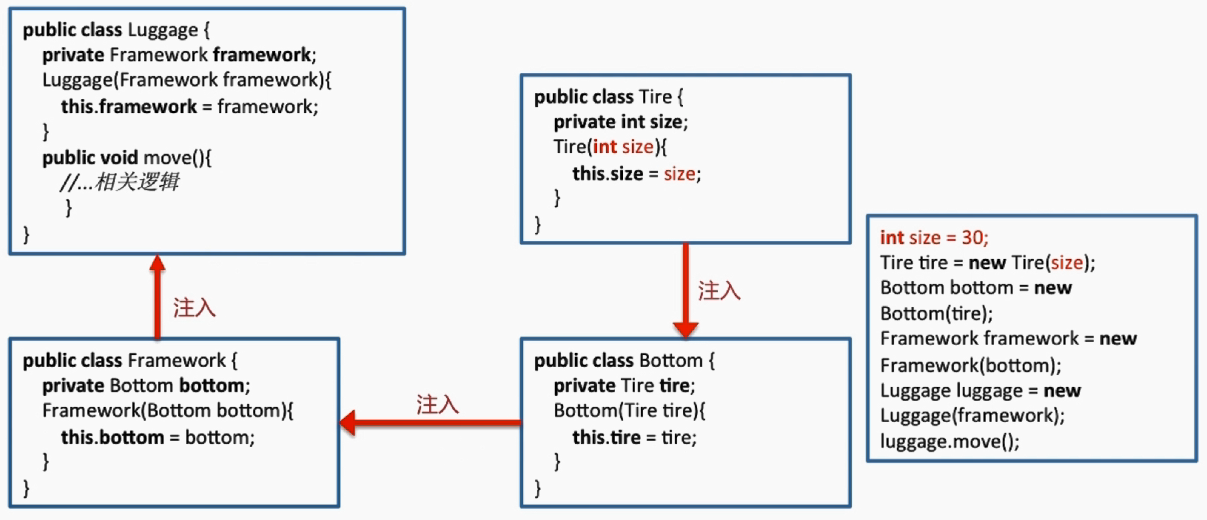 public class Luggage {
private Framework framework;
Luggage(Framework framework){
this.framework = framework;
}
public void move(){
//...相关逻辑
}
}
public class Tire {
private int size;
Tire(int size){
this.size = size;
}
}
int size = 30;
Tire tire = new Tire(size);
Bottom bottom = new
Bottom(tire);
Framework framework = new
Framework(bottom);
Luggage luggage = new
Luggage(framework);
luggage.move();
注入
注入
public class Framework {
private Bottom bottom;
Framework(Bottom bottom){
this.bottom = bottom;
}
}
注入
public class Bottom {
private Tire tire;
Bottom(Tire tire){
this.tire = tire;
}
}